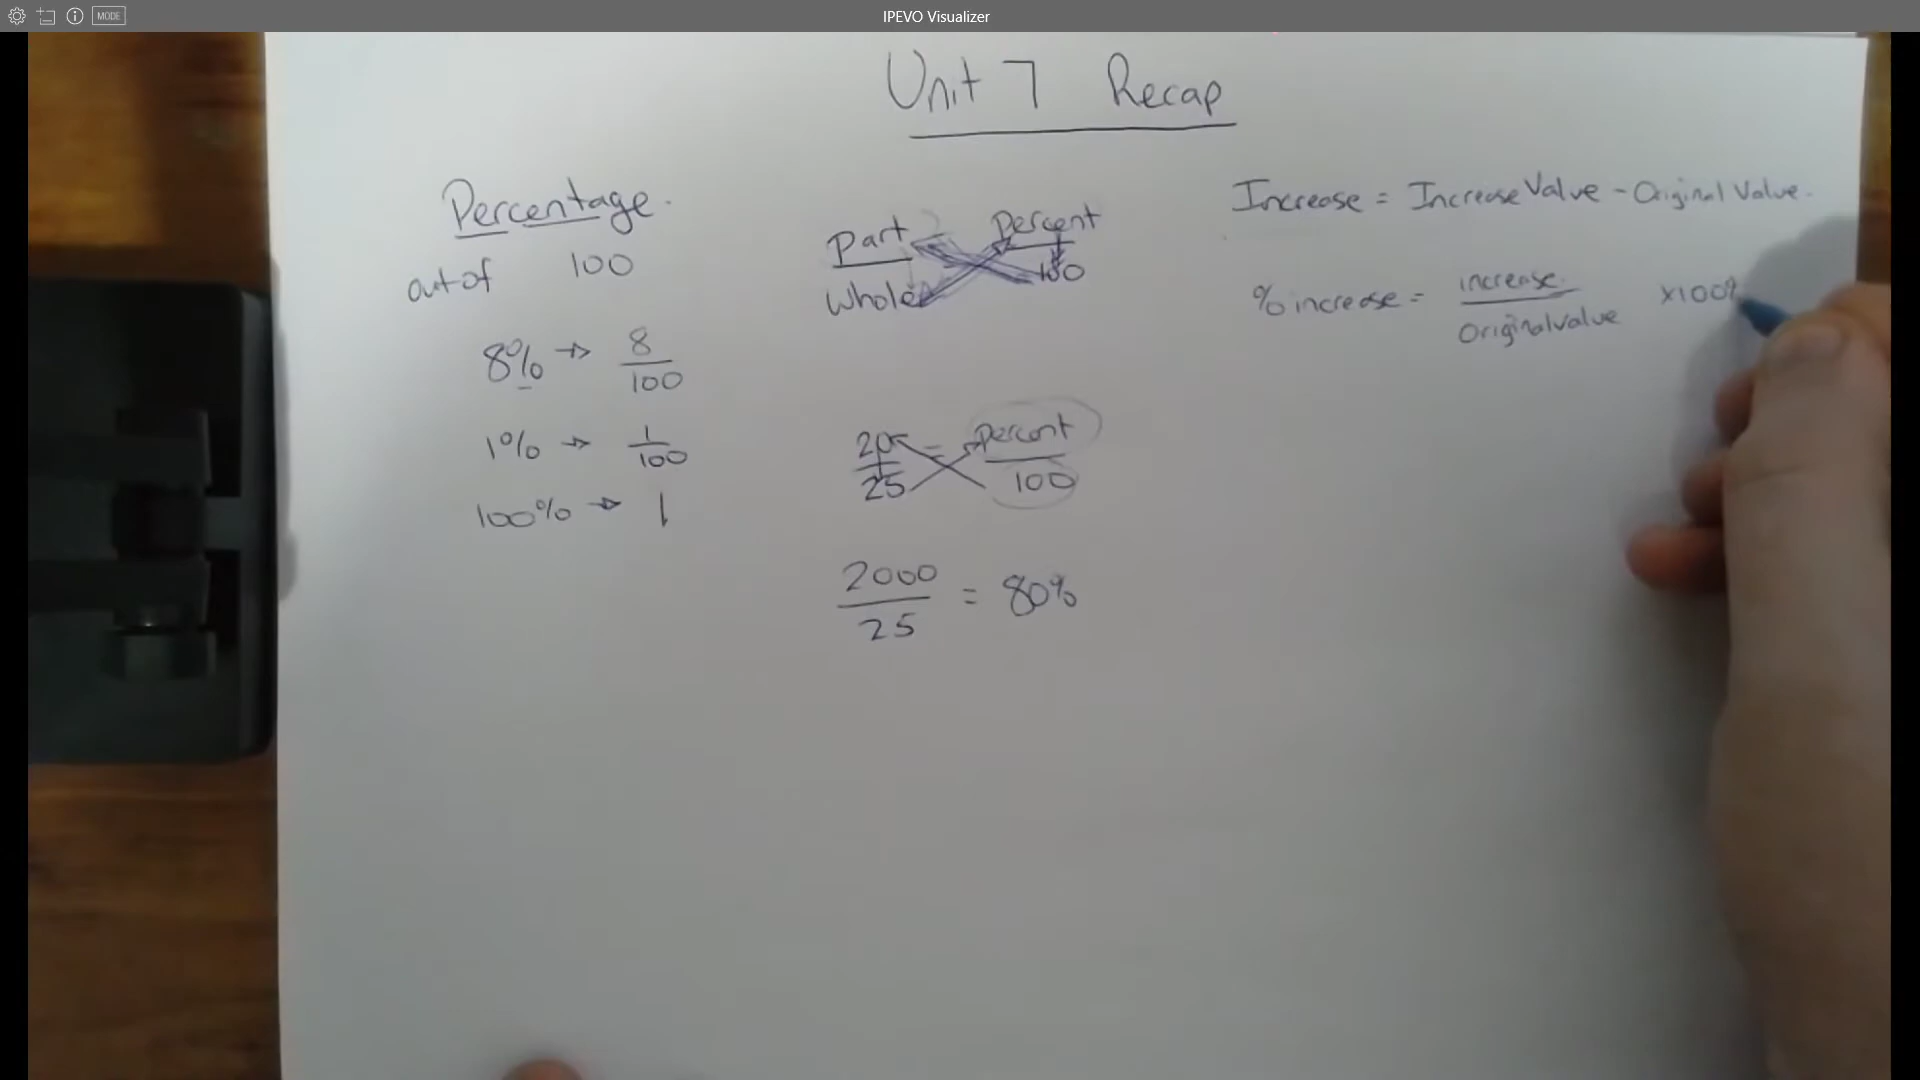 MODE
IPEVO Visualizer
Unit 7 Recap
Percentage.
out of 100
8% → 8/100
1% → 1/100
100% → 1
Part Percent
Whole 100
20 = Percent
25 100
2000/25 = 80%
Increase = Increase Value - Original Value.
% increase = increase. / Original value x100%